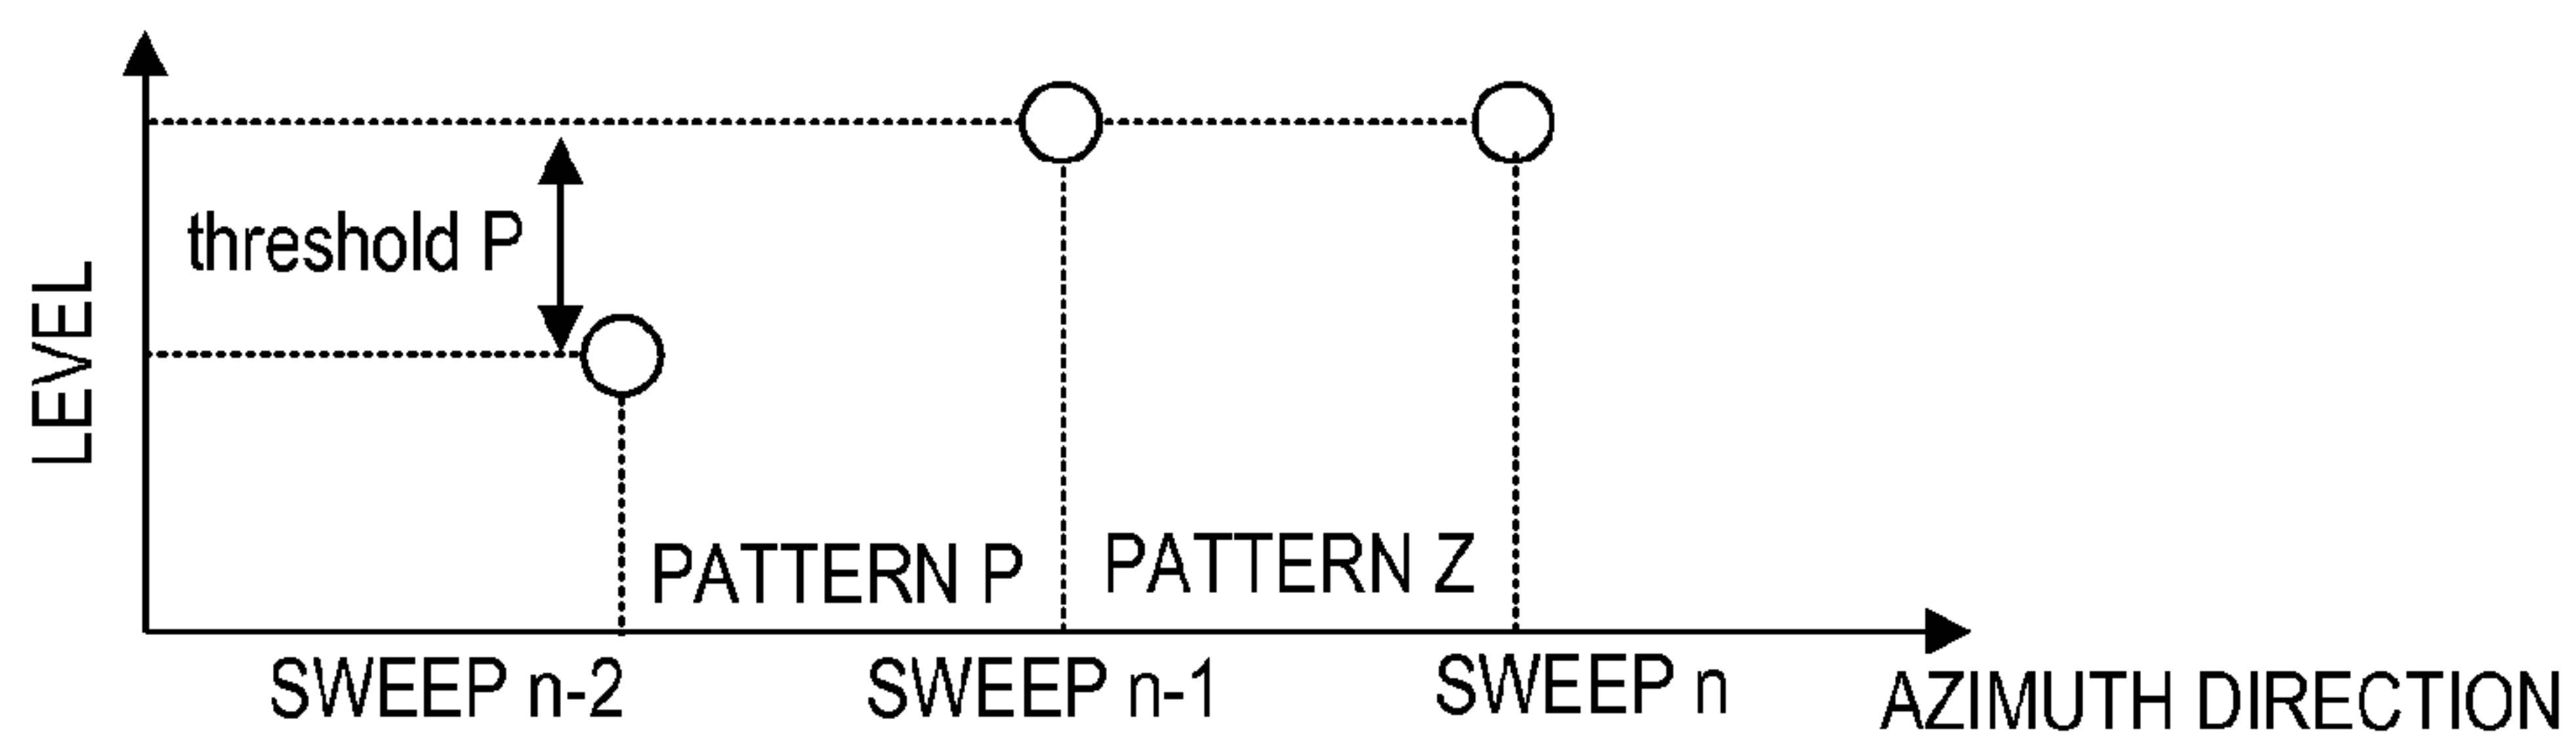 LEVEL
threshold P
PATTERN P
PATTERN Z
SWEEP n-2
SWEEP n-1
SWEEP n
AZIMUTH DIRECTION